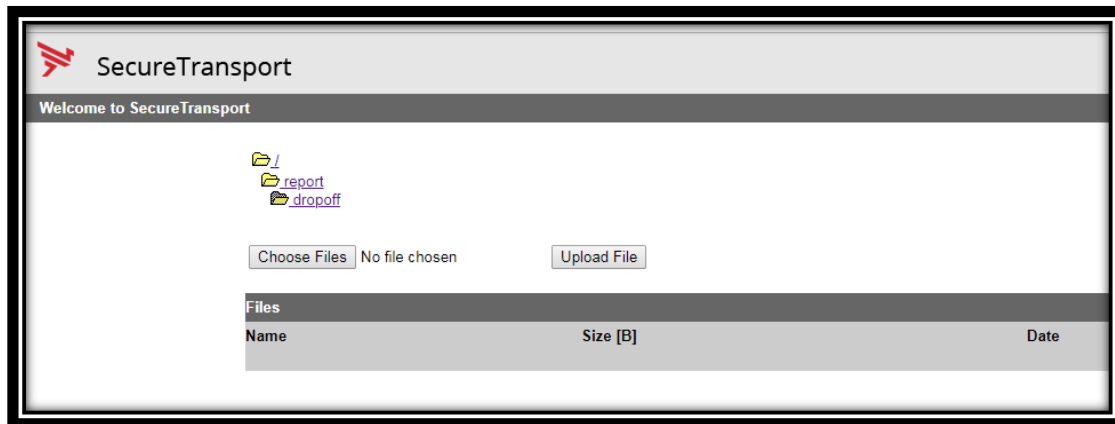 SecureTransport
Welcome to SecureTransport
/
report
dropoff
Choose Files No file chosen Upload File
Files
Name Size [B] Date